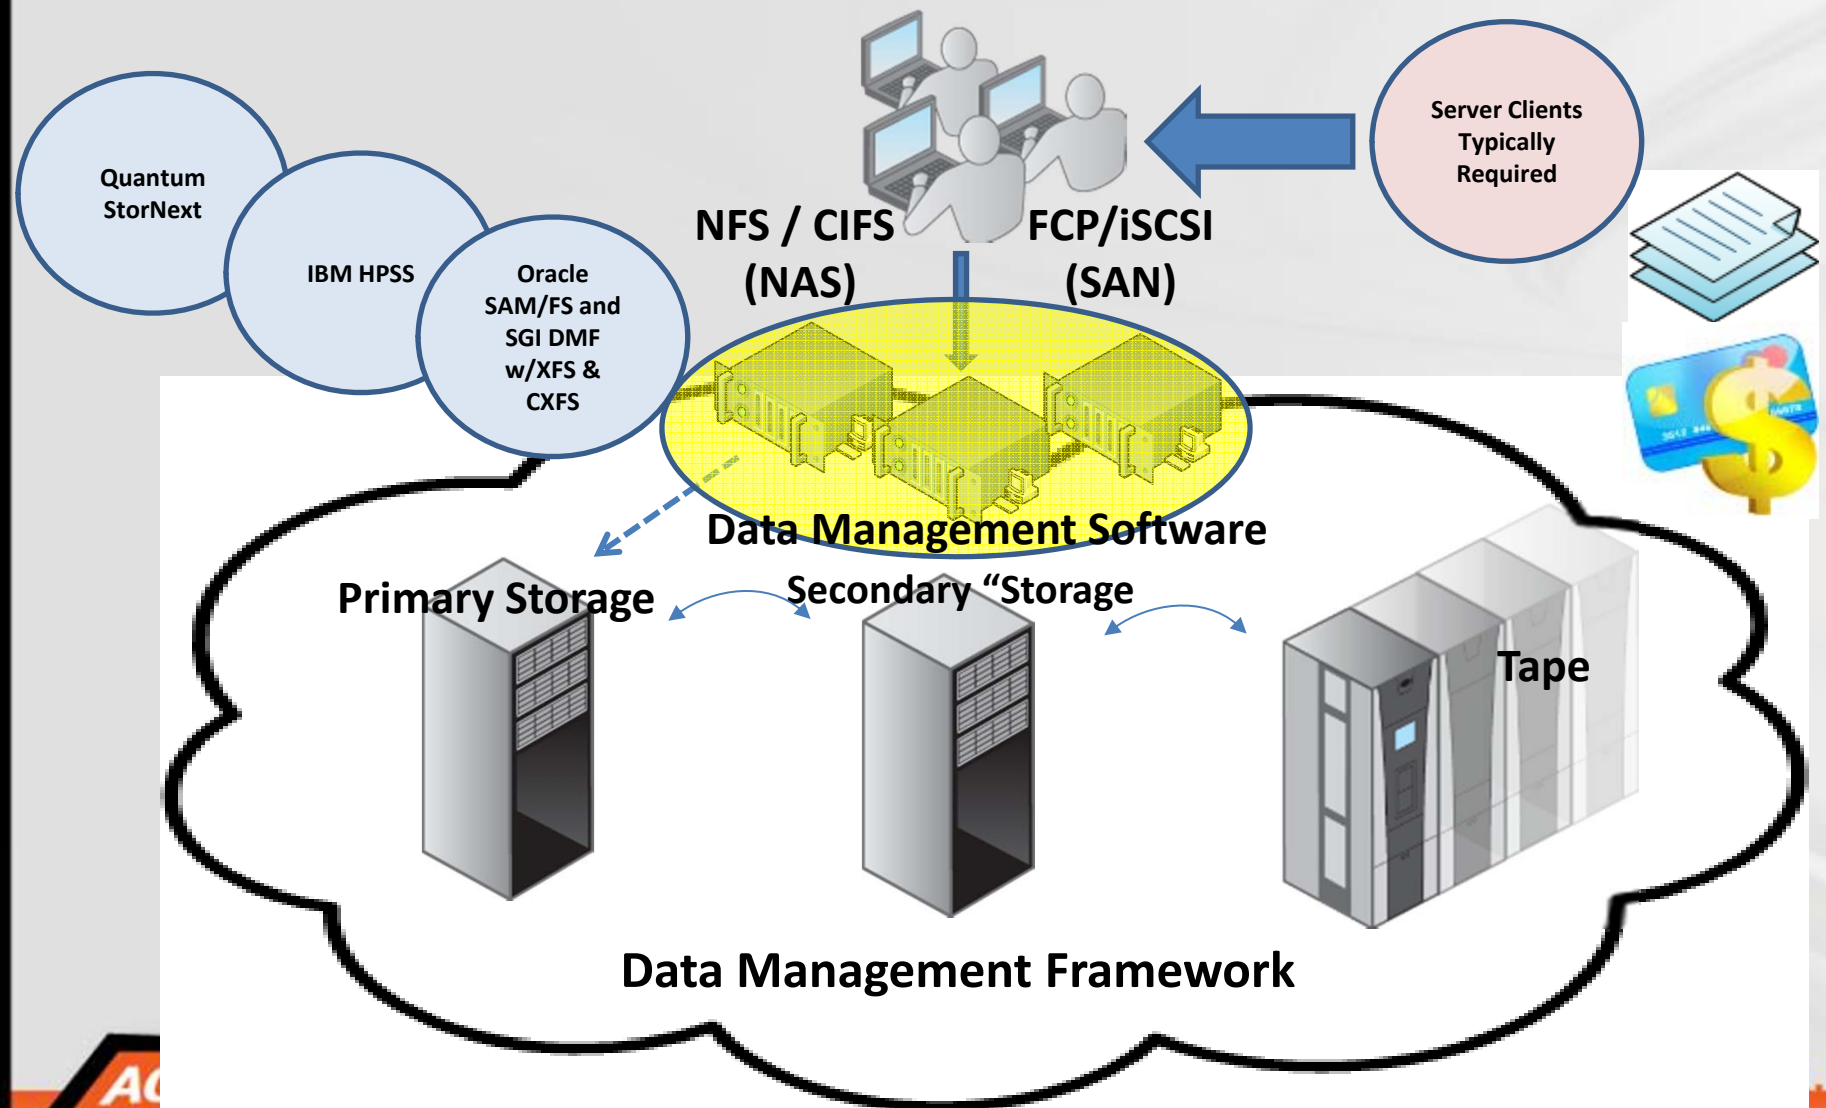 Server Clients
Typically
Required
Quantum
StorNext
IBM HPSS
Oracle
SAM/FS and
SGI DMF
w/XFS &
CXFS
NFS / CIFS
(NAS)
FCP/iSCSI
(SAN)
Data Management Software
Primary Storage
Secondary “Storage
Tape
Data Management Framework